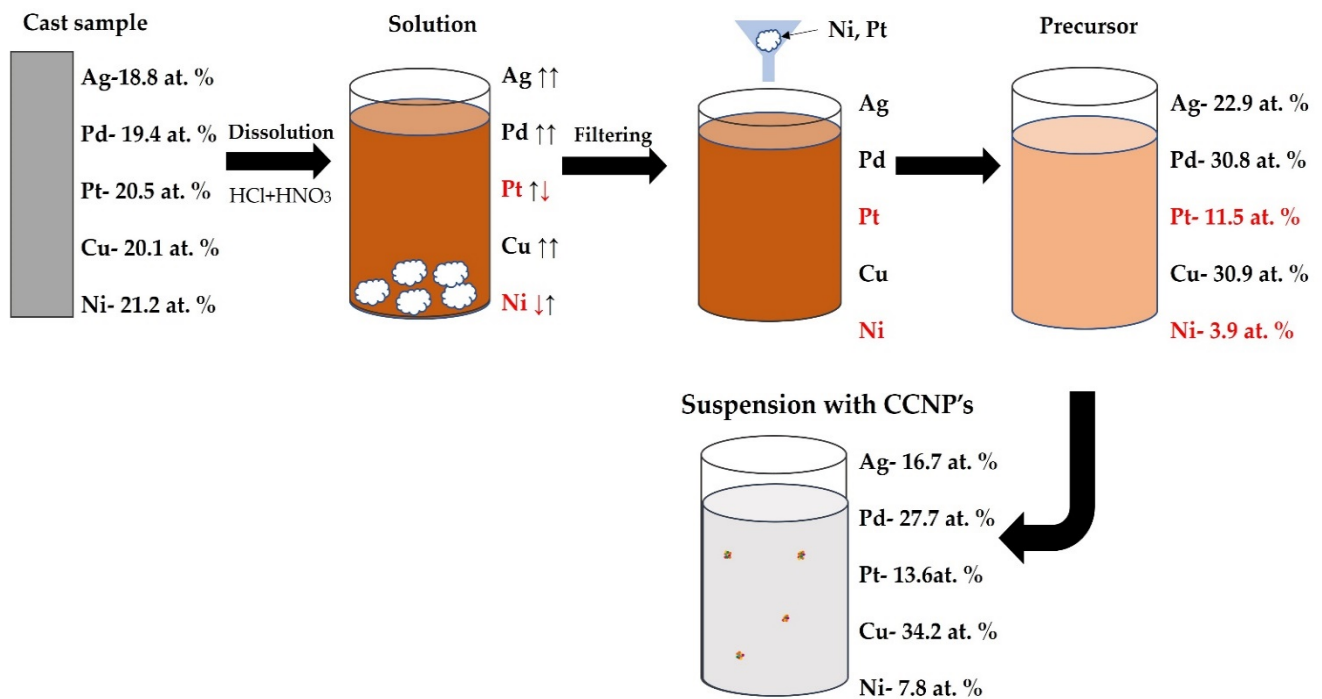 Cast sample
Ag-18.8 at. %
Pd- 19.4 at. %
Pt- 20.5 at. %
Cu- 20.1 at. %
Ni- 21.2 at. %
Dissolution
HCl+HNO₃
Solution
Ag ↑↑
Pd ↑↑
Pt ↑↓
Cu ↑↑
Ni ↓↑
Filtering
Ni, Pt
Ag
Pd
Pt
Cu
Ni
Precursor
Ag- 22.9 at. %
Pd- 30.8 at. %
Pt- 11.5 at. %
Cu- 30.9 at. %
Ni- 3.9 at. %
Suspension with CCNP's
Ag- 16.7 at. %
Pd- 27.7 at. %
Pt- 13.6at. %
Cu- 34.2 at. %
Ni- 7.8 at. %